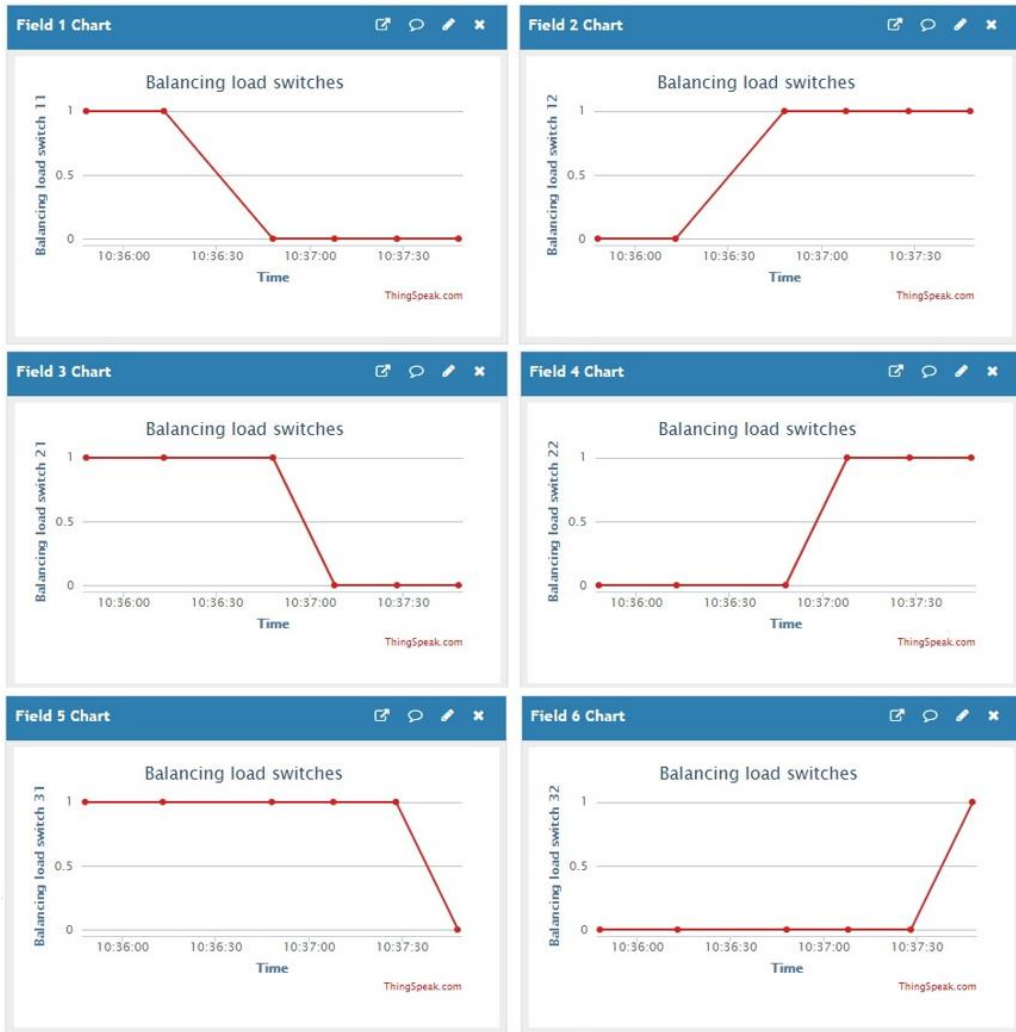 Field 1 Chart
Balancing load switches
Balancing load switch 11
1
0.5
0
10:36:00 10:36:30 10:37:00 10:37:30
Time
ThingSpeak.com
Field 2 Chart
Balancing load switches
Balancing load switch 12
1
0.5
0
10:36:00 10:36:30 10:37:00 10:37:30
Time
ThingSpeak.com
Field 3 Chart
Balancing load switches
Balancing load switch 21
1
0.5
0
10:36:00 10:36:30 10:37:00 10:37:30
Time
ThingSpeak.com
Field 4 Chart
Balancing load switches
Balancing load switch 22
1
0.5
0
10:36:00 10:36:30 10:37:00 10:37:30
Time
ThingSpeak.com
Field 5 Chart
Balancing load switches
Balancing load switch 31
1
0.5
0
10:36:00 10:36:30 10:37:00 10:37:30
Time
ThingSpeak.com
Field 6 Chart
Balancing load switches
Balancing load switch 32
1
0.5
0
10:36:00 10:36:30 10:37:00 10:37:30
Time
ThingSpeak.com